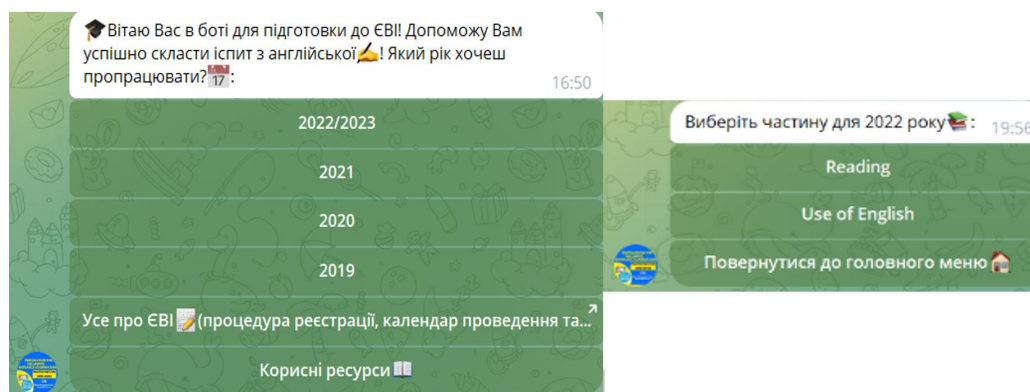 🎓Вітаю Вас в боті для підготовки до ЄВІ! Допоможу Вам
успішно скласти іспит з англійської✍️! Який рік хочеш
пропрацювати?📅:
16:50
2022/2023
2021
2020
2019
Усе про ЄВІ📝(процедура реєстрації, календар проведення та...
Корисні ресурси📖
Виберіть частину для 2022 року📚:
19:56
Reading
Use of English
Повернутися до головного меню🏠